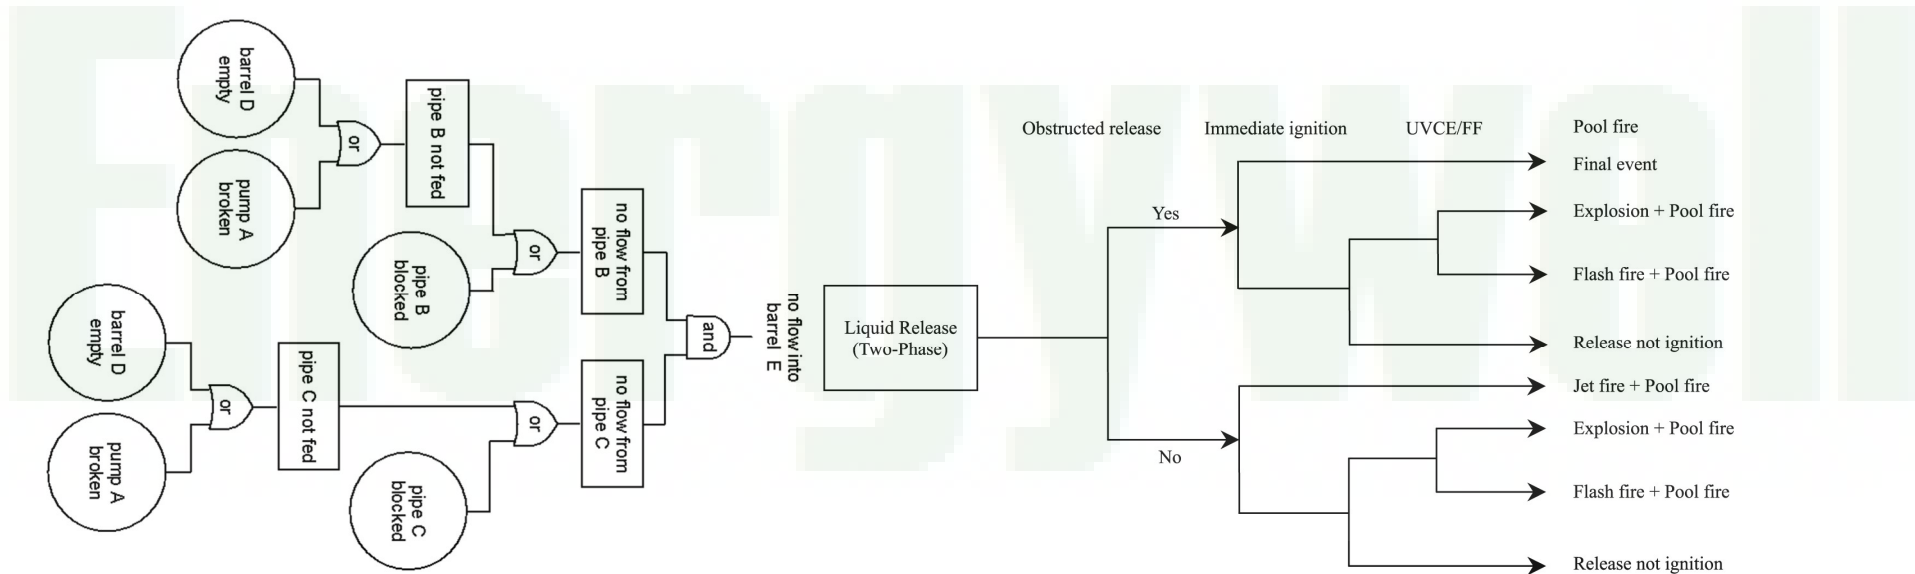 Energywell
barrel D
empty
pump A
broken
or
pipe B not fed
pipe B
blocked
or
no flow from
pipe B
barrel D
empty
pump A
broken
or
pipe C not fed
pipe C
blocked
or
no flow from
pipe C
and
no flow into
barrel E
Liquid Release
(Two-Phase)
Obstructed release
Immediate ignition
UVCE/FF
Pool fire
Final event
Yes
Explosion + Pool fire
Flash fire + Pool fire
Release not ignition
No
Jet fire + Pool fire
Explosion + Pool fire
Flash fire + Pool fire
Release not ignition